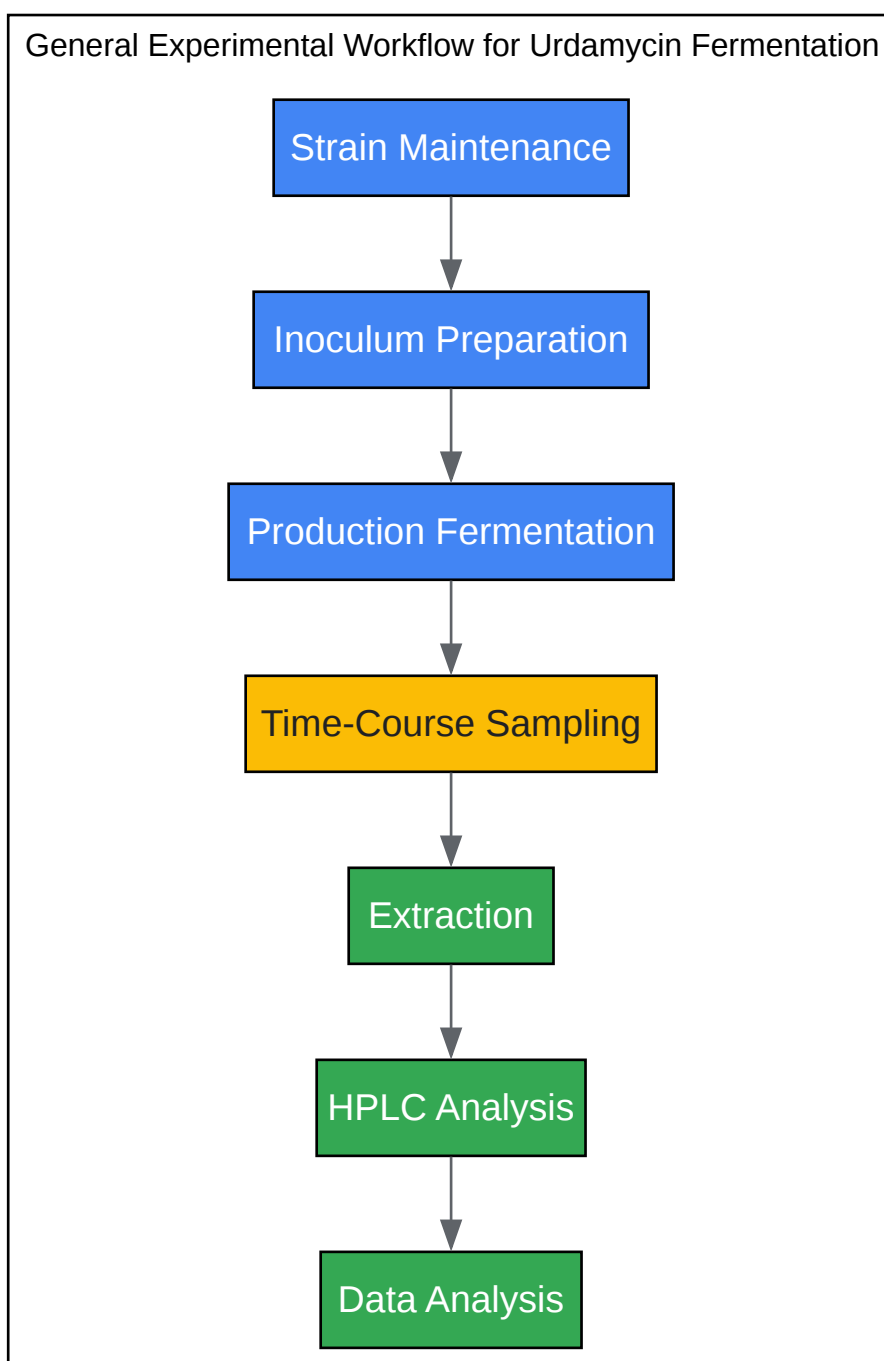 General Experimental Workflow for Urdamycin Fermentation
Strain Maintenance
Inoculum Preparation
Production Fermentation
Time-Course Sampling
Extraction
HPLC Analysis
Data Analysis